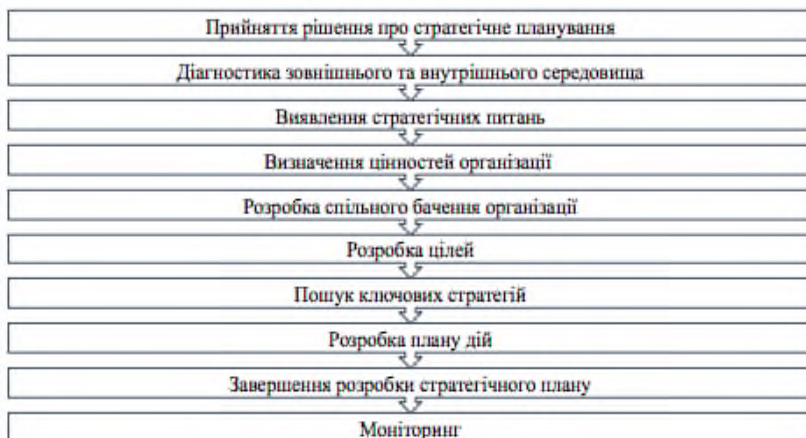 Прийняття рішення про стратегічне планування
Діагностика зовнішнього та внутрішнього середовища
Виявлення стратегічних питань
Визначення цінностей організації
Розробка спільного бачення організації
Розробка цілей
Пошук ключових стратегій
Розробка плану дій
Завершення розробки стратегічного плану
Моніторинг